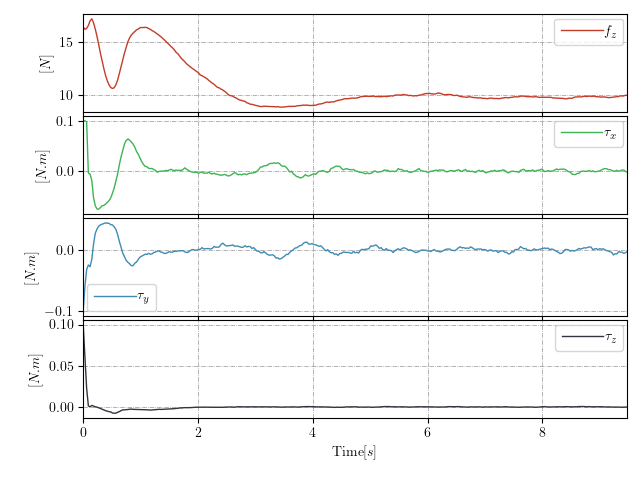 15
10
[N]
f_z
0.1
0.0
[N.m]
τ_x
0.0
−0.1
[N.m]
τ_y
0.10
0.05
0.00
[N.m]
τ_z
0 2 4 6 8
Time[s]